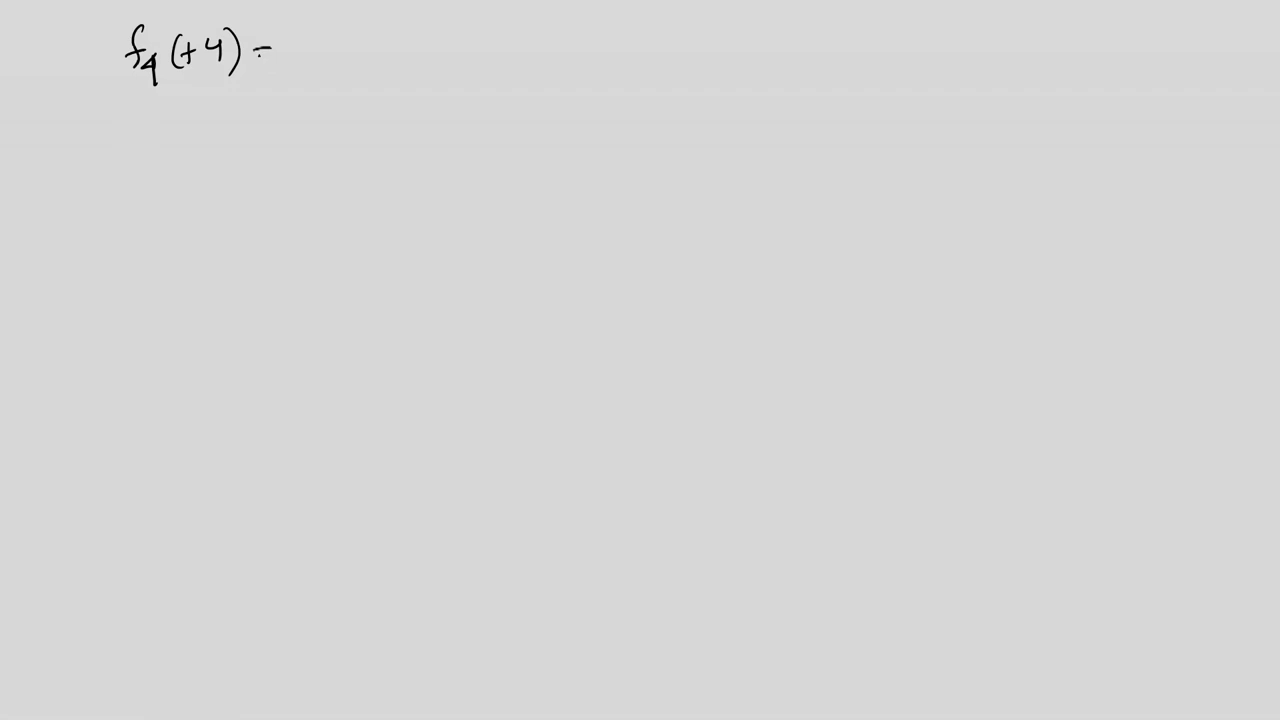 f₄ (+4) =